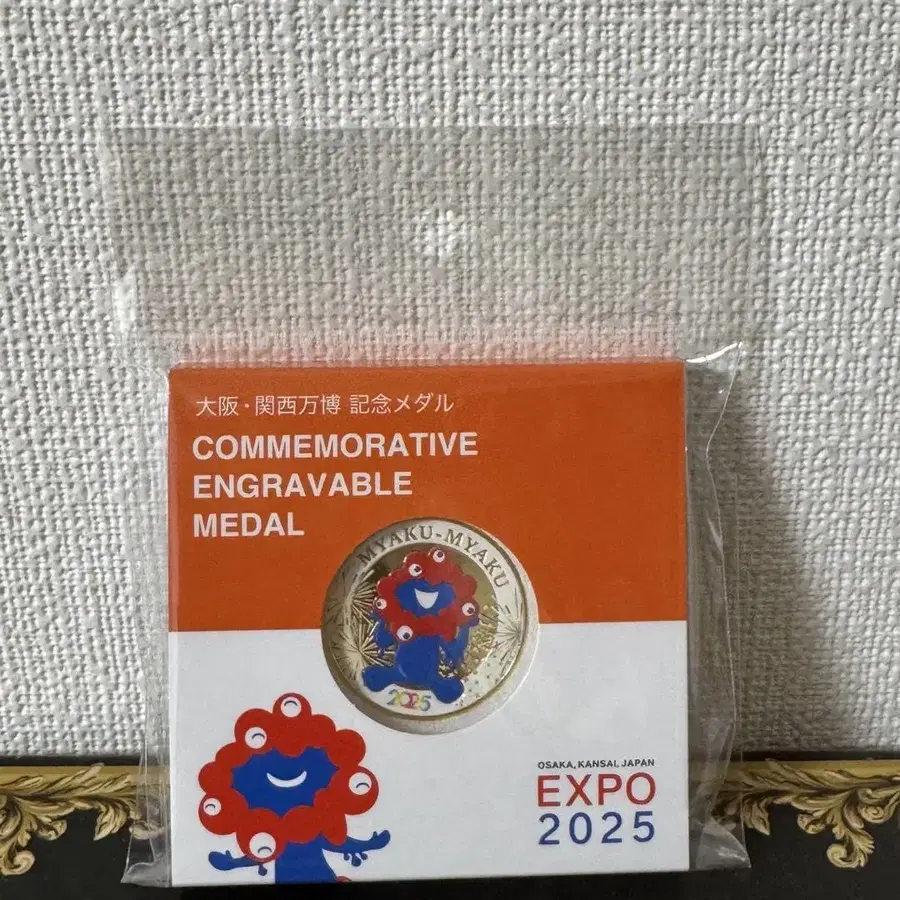 大阪・関西万博 記念メダル
COMMEMORATIVE
ENGRAVABLE
MEDAL
MYAKU-MYAKU
2025
OSAKA, KANSAI, JAPAN
EXPO
2025